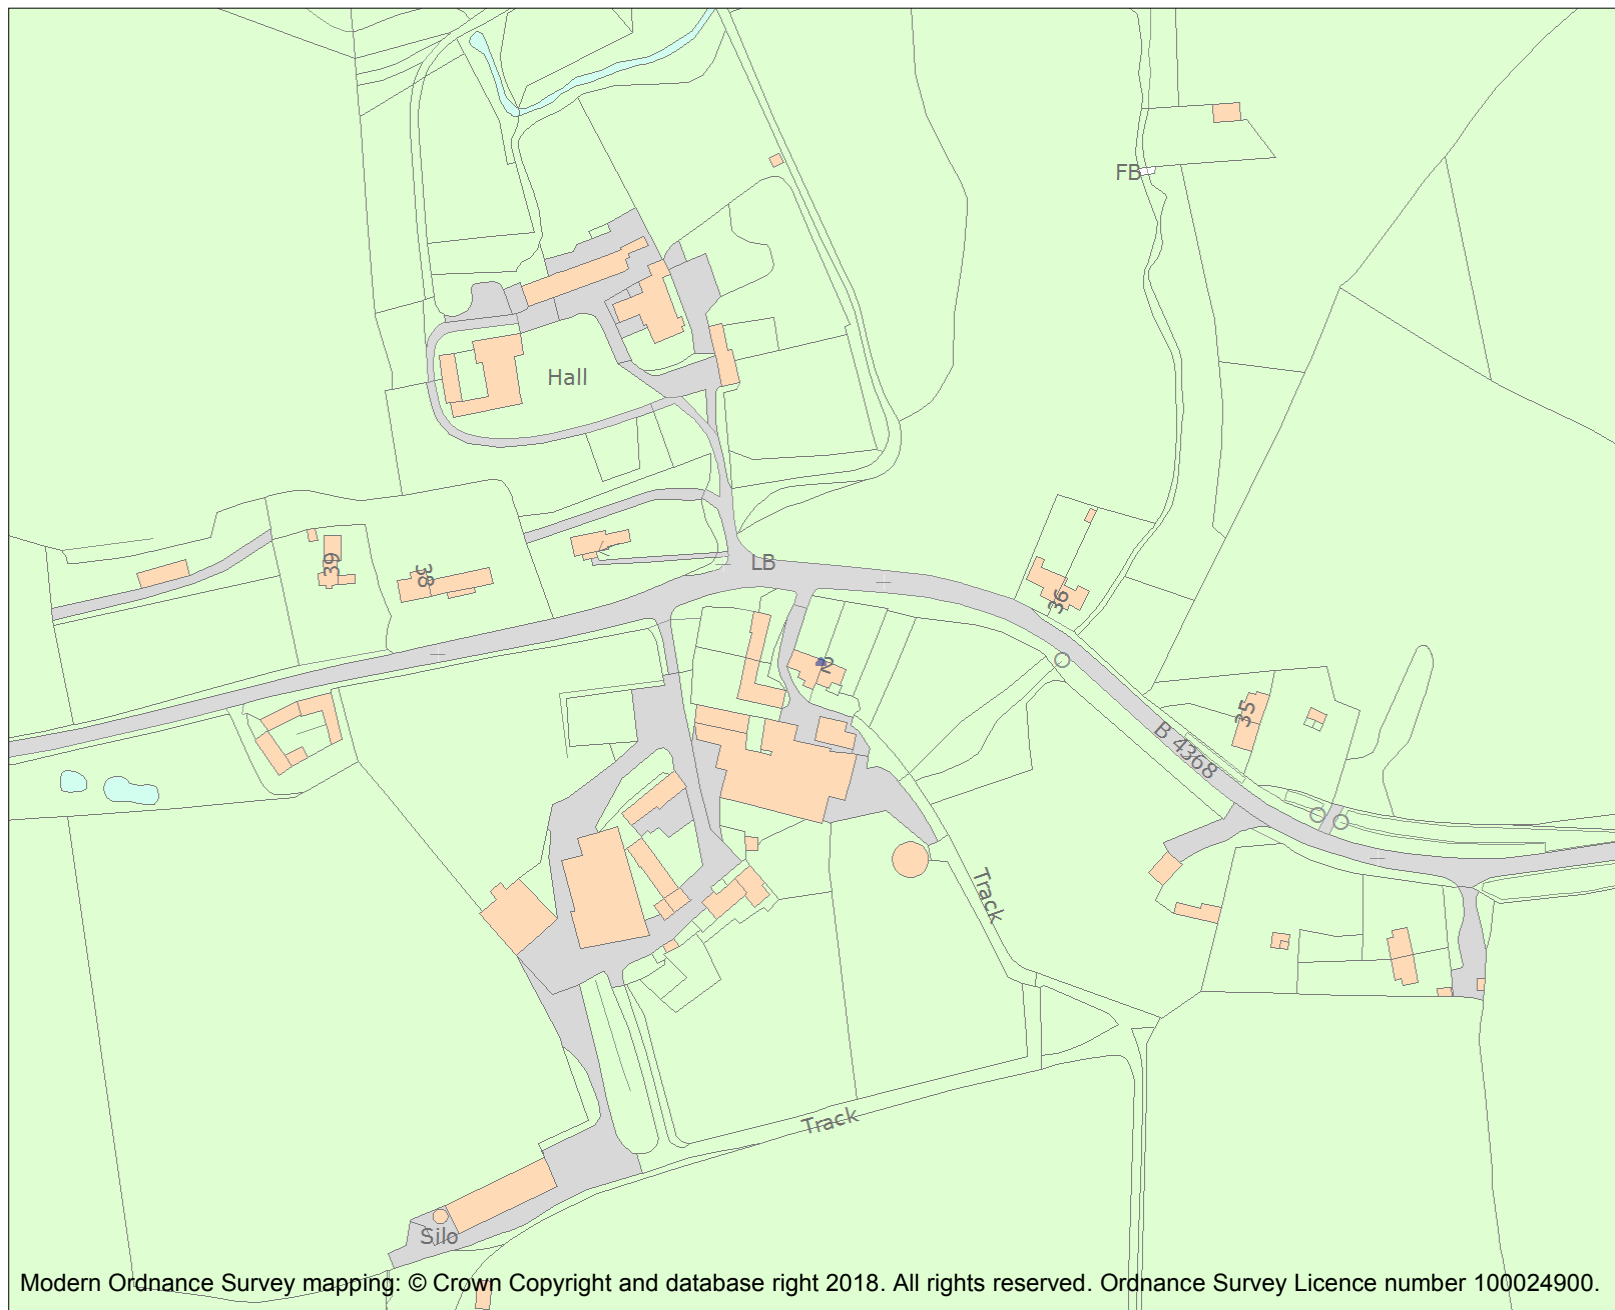 FB
Hall
LB
39
38
36
2
35
B 4368
Track
Track
Silo
Modern Ordnance Survey mapping: © Crown Copyright and database right 2018. All rights reserved. Ordnance Survey Licence number 100024900.